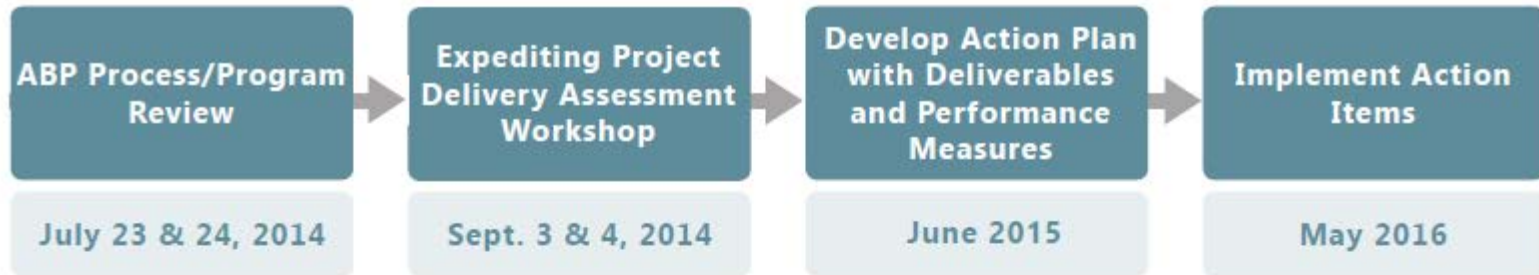 ABP Process/Program
Review
July 23 & 24, 2014
Expediting Project
Delivery Assessment
Workshop
Sept. 3 & 4, 2014
Develop Action Plan
with Deliverables
and Performance
Measures
June 2015
Implement Action
Items
May 2016